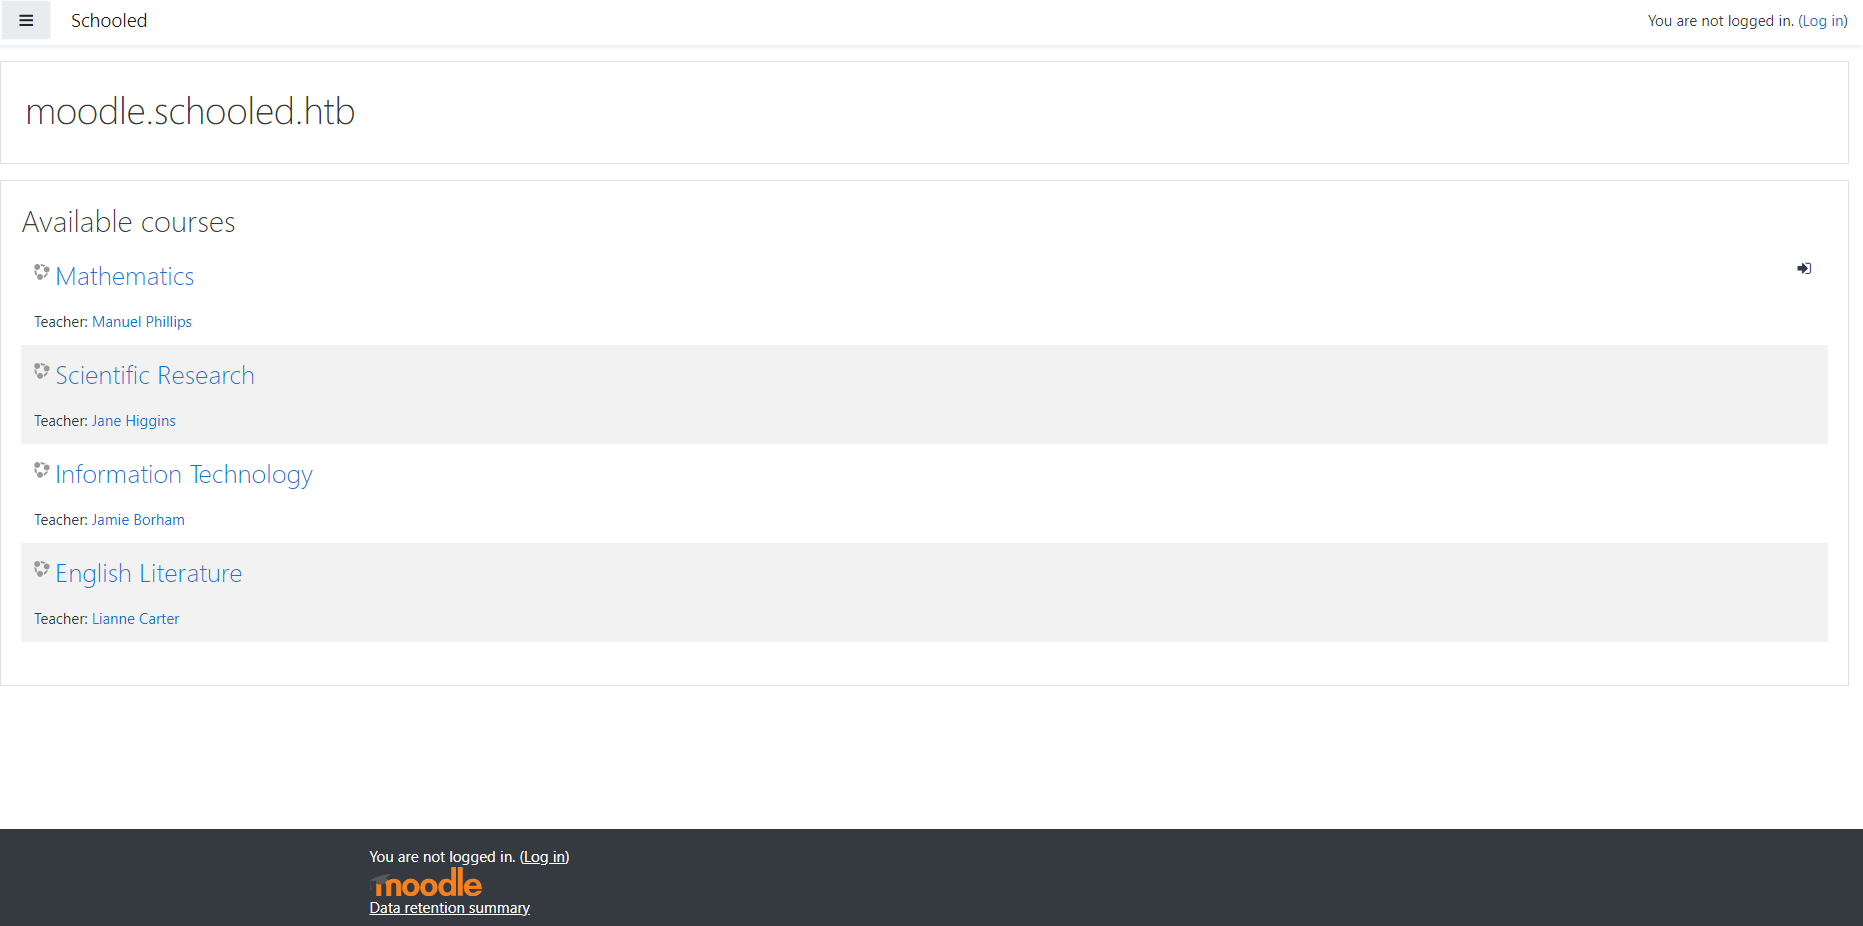 Schooled
You are not logged in. (Log in)
moodle.schooled.htb
Available courses
Mathematics
Teacher: Manuel Phillips
Scientific Research
Teacher: Jane Higgins
Information Technology
Teacher: Jamie Borham
English Literature
Teacher: Lianne Carter
You are not logged in. (Log in)
moodle
Data retention summary